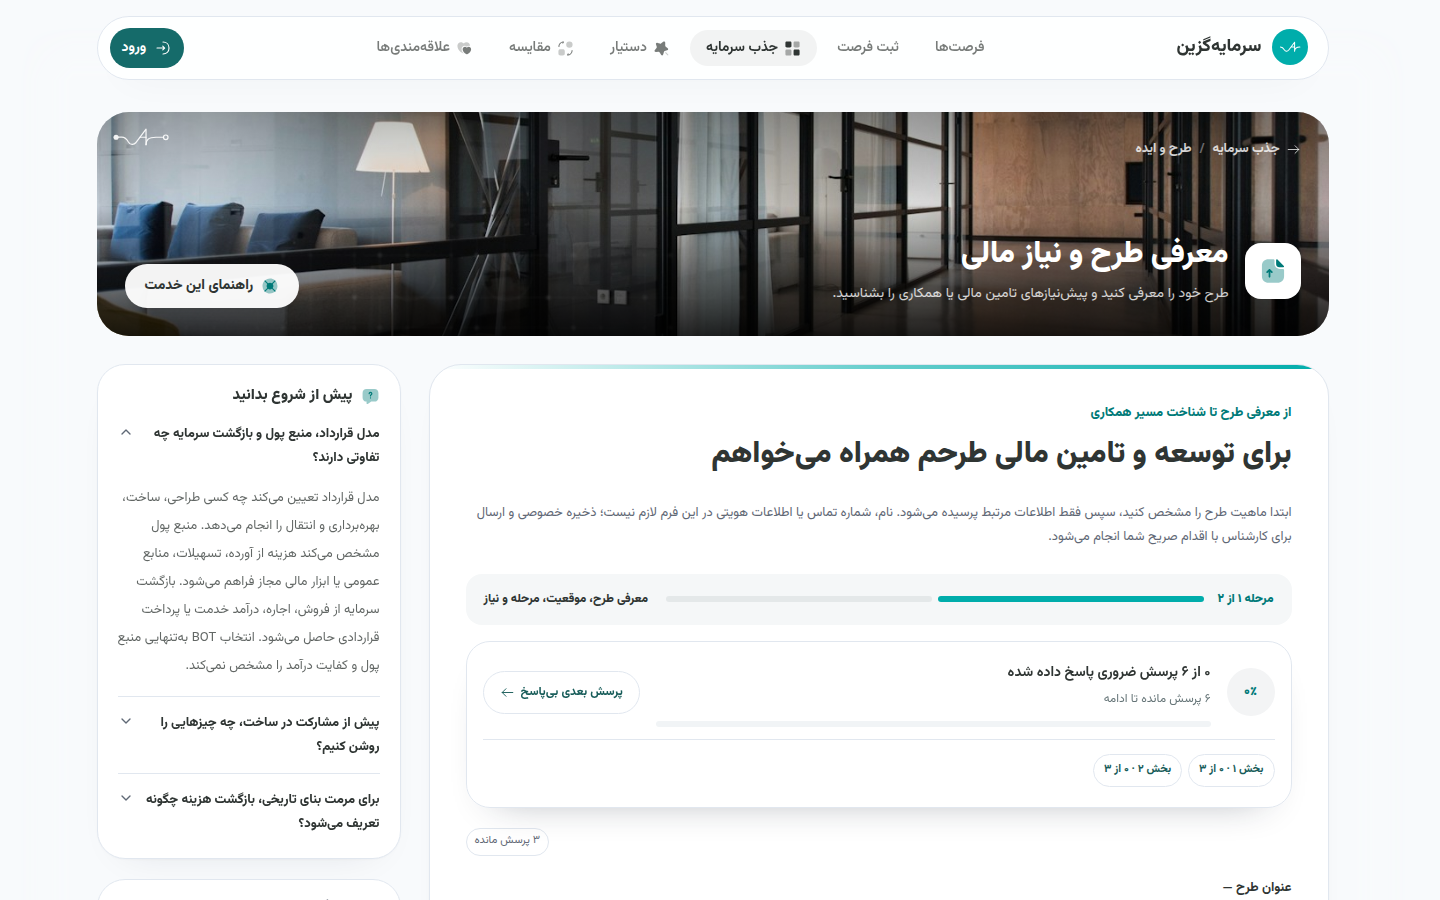 سرمایه‌گزین
فرصت‌ها
ثبت فرصت
جذب سرمایه
دستیار
مقایسه
علاقه‌مندی‌ها
ورود
جذب سرمایه / طرح و ایده
معرفی طرح و نیاز مالی
طرح خود را معرفی کنید و پیش‌نیازهای تامین مالی یا همکاری را بشناسید.
راهنمای این خدمت
از معرفی طرح تا شناخت مسیر همکاری
برای توسعه و تامین مالی طرحم همراه می‌خواهم
ابتدا ماهیت طرح را مشخص کنید، سپس فقط اطلاعات مرتبط پرسیده می‌شود. نام، شماره تماس یا اطلاعات هویتی در این فرم لازم نیست؛ ذخیره خصوصی و ارسال
برای کارشناس با اقدام صریح شما انجام می‌شود.
مرحله ۱ از ۲
معرفی طرح، موقعیت، مرحله و نیاز
۰٪
۰ از ۶ پرسش ضروری پاسخ داده شده
۶ پرسش مانده تا ادامه
پرسش بعدی بی‌پاسخ
بخش ۱ · ۰ از ۳
بخش ۲ · ۰ از ۳
۳ پرسش مانده
عنوان طرح —
پیش از شروع بدانید
مدل قرارداد، منبع پول و بازگشت سرمایه چه
تفاوتی دارند؟
مدل قرارداد تعیین می‌کند چه کسی طراحی، ساخت،
بهره‌برداری و انتقال را انجام می‌دهد. منبع پول
مشخص می‌کند هزینه از آورده، تسهیلات، منابع
عمومی یا ابزار مالی مجاز فراهم می‌شود. بازگشت
سرمایه از فروش، اجاره، درآمد خدمت یا پرداخت
قراردادی حاصل می‌شود. انتخاب BOT به‌تنهایی منبع
پول و کفایت درآمد را مشخص نمی‌کند.
پیش از مشارکت در ساخت، چه چیزهایی را
روشن کنیم؟
برای مرمت بنای تاریخی، بازگشت هزینه چگونه
تعریف می‌شود؟